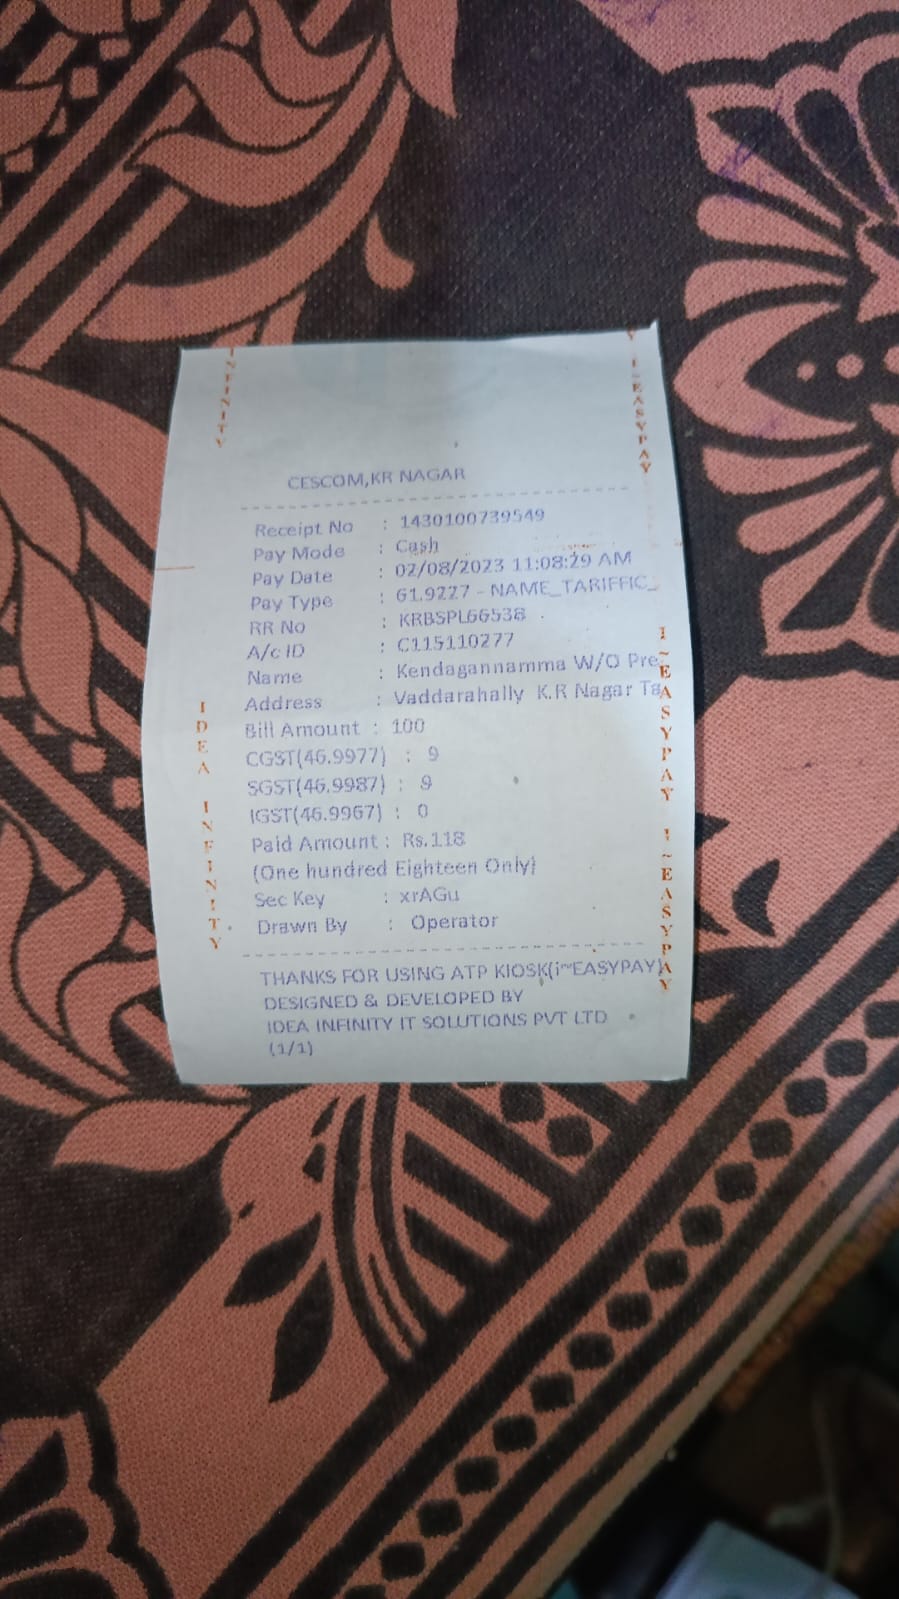 CESCOM,KR NAGAR
Receipt No : 1430100739549
Pay Mode : Cash
Pay Date : 02/08/2023 11:08:29 AM
Pay Type : 61.9227 - NAME_TARIFFIC_
RR No : KRBSPL66538
A/c ID : C115110277
Name : Kendagannamma W/O Pre
Address : Vaddarahally K.R Nagar Ta
Bill Amount : 100
CGST(46.9977) : 9
SGST(46.9987) : 9
IGST(46.9967) : 0
Paid Amount : Rs.118
(One hundred Eighteen Only)
Sec Key : xrAGu
Drawn By : Operator
THANKS FOR USING ATP KIOSK(i~EASYPAY)
DESIGNED & DEVELOPED BY
IDEA INFINITY IT SOLUTIONS PVT LTD
(1/1)
INFINITY
IDEA INFINITY
Y I~EASYPAY
I~EASYPAY I~EASYPAY